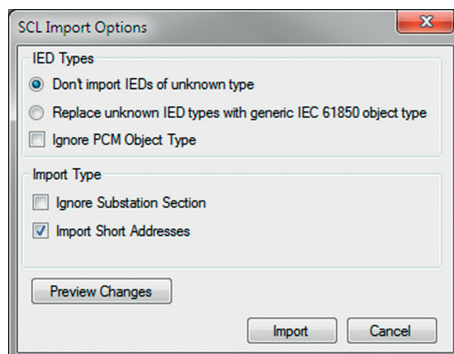 SCL Import Options
IED Types
Don't import IEDs of unknown type
Replace unknown IED types with generic IEC 61850 object type
Ignore PCM Object Type
Import Type
Ignore Substation Section
Import Short Addresses
Preview Changes
Import Cancel